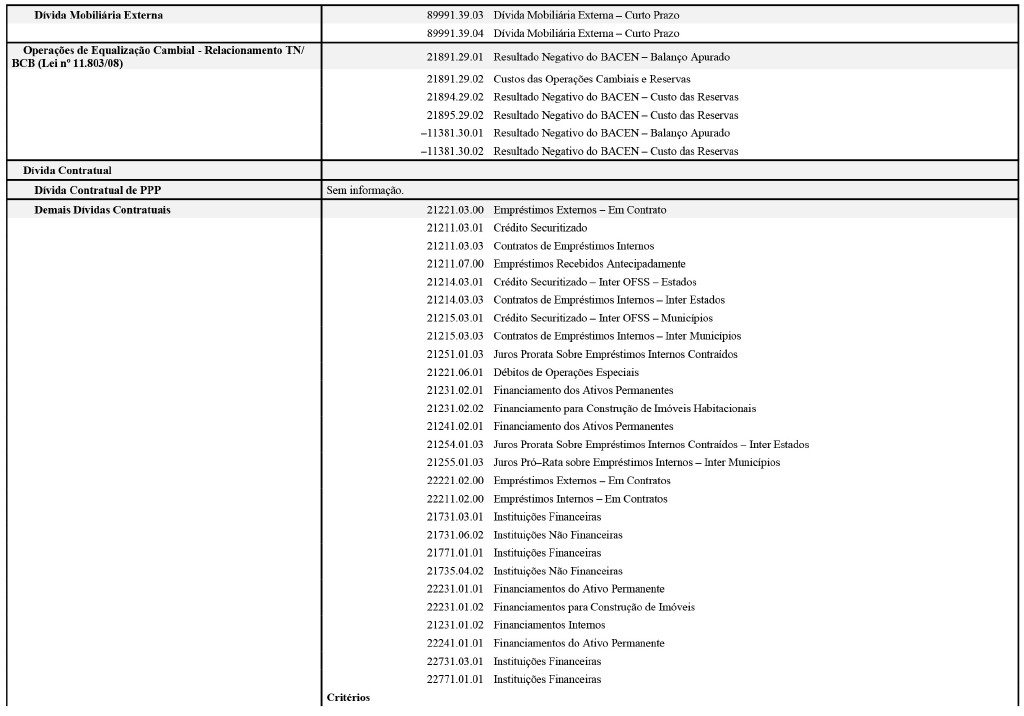 Dívida Mobiliária Externa
89991.39.03 Dívida Mobiliária Externa – Curto Prazo
89991.39.04 Dívida Mobiliária Externa – Curto Prazo
Operações de Equalização Cambial - Relacionamento TN/
BCB (Lei nº 11.803/08)
21891.29.01 Resultado Negativo do BACEN – Balanço Apurado
21891.29.02 Custos das Operações Cambiais e Reservas
21894.29.02 Resultado Negativo do BACEN – Custo das Reservas
21895.29.02 Resultado Negativo do BACEN – Custo das Reservas
–11381.30.01 Resultado Negativo do BACEN – Balanço Apurado
–11381.30.02 Resultado Negativo do BACEN – Custo das Reservas
Dívida Contratual
Dívida Contratual de PPP
Sem informação.
Demais Dívidas Contratuais
21221.03.00 Empréstimos Externos – Em Contrato
21211.03.01 Crédito Securitizado
21211.03.03 Contratos de Empréstimos Internos
21211.07.00 Empréstimos Recebidos Antecipadamente
21214.03.01 Crédito Securitizado – Inter OFSS – Estados
21214.03.03 Contratos de Empréstimos Internos – Inter Estados
21215.03.01 Crédito Securitizado – Inter OFSS – Municípios
21215.03.03 Contratos de Empréstimos Internos – Inter Municípios
21251.01.03 Juros Prorata Sobre Empréstimos Internos Contraídos
21221.06.01 Débitos de Operações Especiais
21231.02.01 Financiamento dos Ativos Permanentes
21231.02.02 Financiamento para Construção de Imóveis Habitacionais
21241.02.01 Financiamento dos Ativos Permanentes
21254.01.03 Juros Prorata Sobre Empréstimos Internos Contraídos – Inter Estados
21255.01.03 Juros Pró–Rata sobre Empréstimos Internos – Inter Municípios
22221.02.00 Empréstimos Externos – Em Contratos
22211.02.00 Empréstimos Internos – Em Contratos
21731.03.01 Instituições Financeiras
21731.06.02 Instituições Não Financeiras
21771.01.01 Instituições Financeiras
21735.04.02 Instituições Não Financeiras
22231.01.01 Financiamentos do Ativo Permanente
22231.01.02 Financiamentos para Construção de Imóveis
21231.01.02 Financiamentos Internos
22241.01.01 Financiamentos do Ativo Permanente
22731.03.01 Instituições Financeiras
22771.01.01 Instituições Financeiras
Critérios